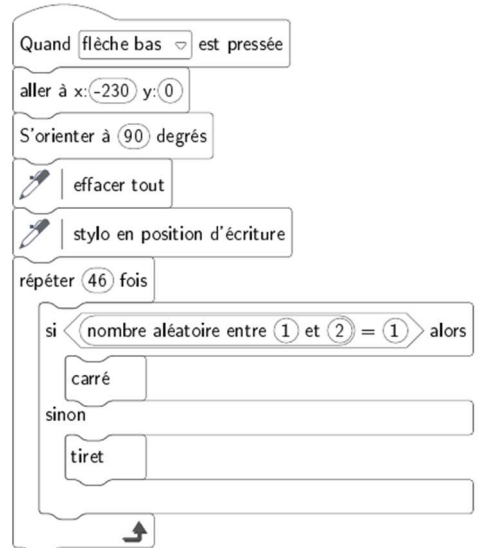 Quand flèche bas est pressée
aller à x: -230 y: 0
S'orienter à 90 degrés
effacer tout
stylo en position d'écriture
répéter 46 fois
si nombre aléatoire entre 1 et 2 = 1 alors
carré
sinon
tiret